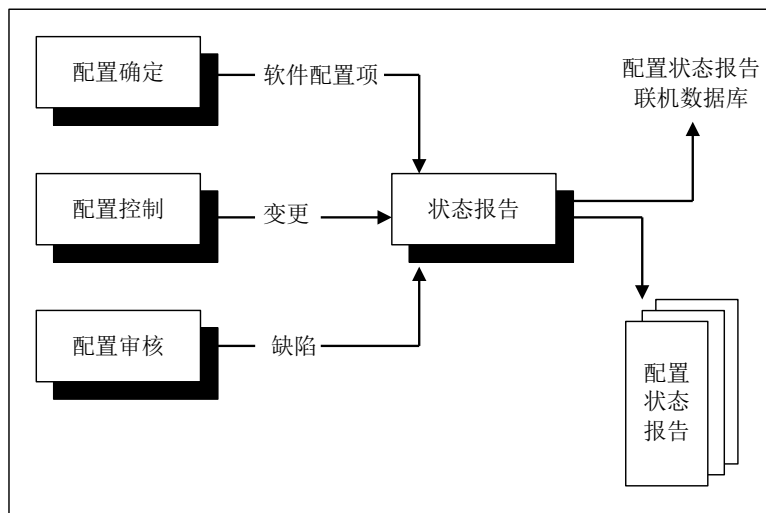 配置确定
软件配置项
配置状态报告
联机数据库
配置控制
变更
状态报告
配置审核
缺陷
配置
状态
报告